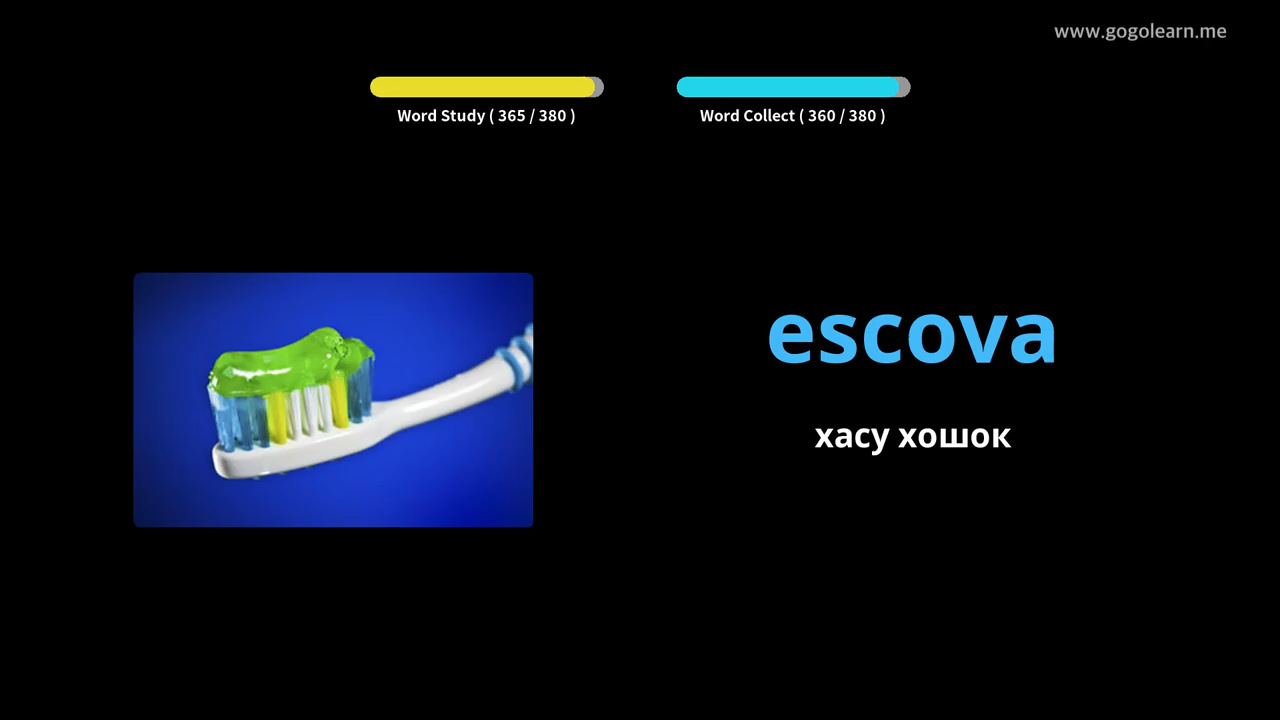 www.gogolearn.me
Word Study ( 365 / 380 )
Word Collect ( 360 / 380 )
escova
хасу хошок